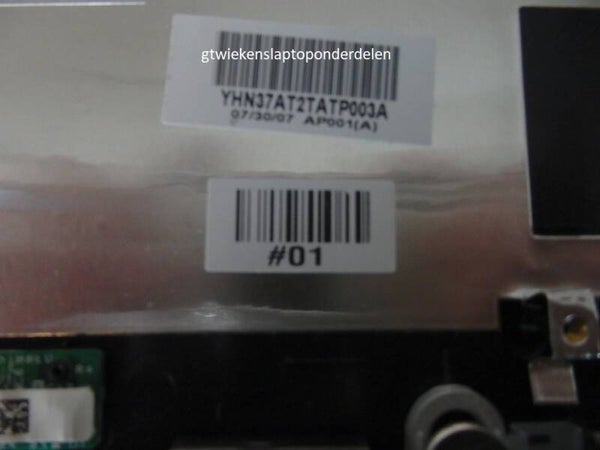 gtwiekenslaptoponderdelen
YHN37AT2TATP003A
07/30/07 AP001(A)
#01